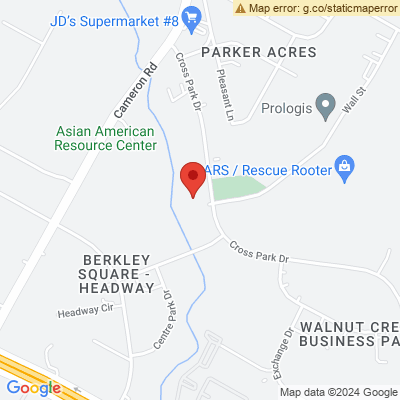 Map error: g.co/staticmaperror
JD's Supermarket #8
PARKER ACRES
Cameron Rd
Cross Park Dr
Pleasant Ln
Prologis
Wall St
Asian American
Resource Center
ARS / Rescue Rooter
BERKLEY
SQUARE -
HEADWAY
Cross Park Dr
Headway Cir
Centre Park Dr
WALNUT CRE
BUSINESS PA
Exchange Dr
Google
Map data ©2024 Google